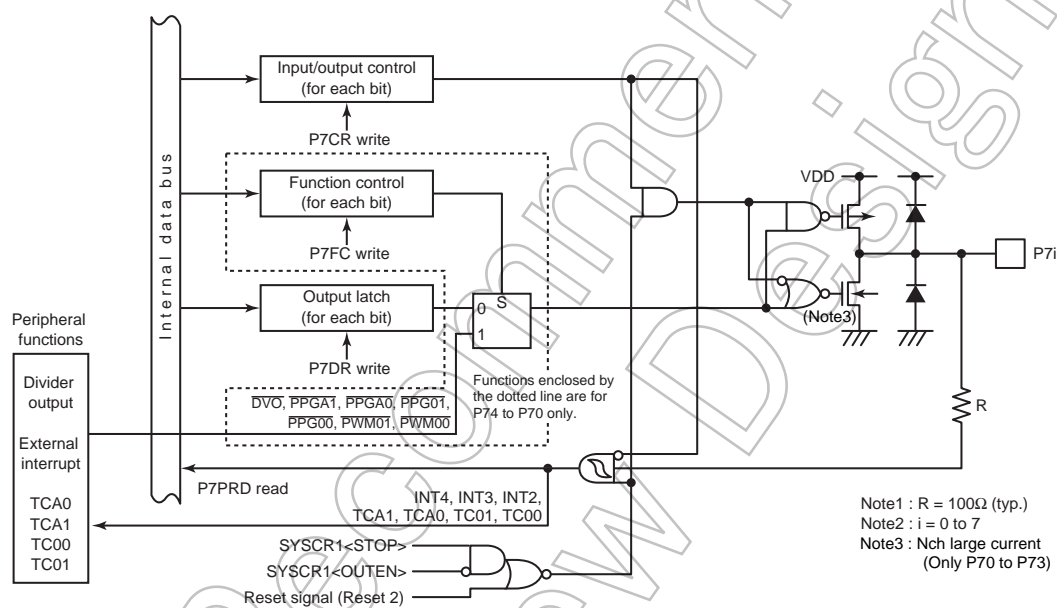 Input/output control
(for each bit)
P7CR write
Function control
(for each bit)
P7FC write
Output latch
(for each bit)
P7DR write
Internal data bus
S
0
1
Functions enclosed by
the dotted line are for
P74 to P70 only.
VDD
P7i
(Note3)
R
Peripheral
functions
Divider
output
External
interrupt
TCA0
TCA1
TC00
TC01
DVO, PPGA1, PPGA0, PPG01,
PPG00, PWM01, PWM00
P7PRD read
INT4, INT3, INT2,
TCA1, TCA0, TC01, TC00
SYSCR1<STOP>
SYSCR1<OUTEN>
Reset signal (Reset 2)
Note1 : R = 100Ω (typ.)
Note2 : i = 0 to 7
Note3 : Nch large current
(Only P70 to P73)